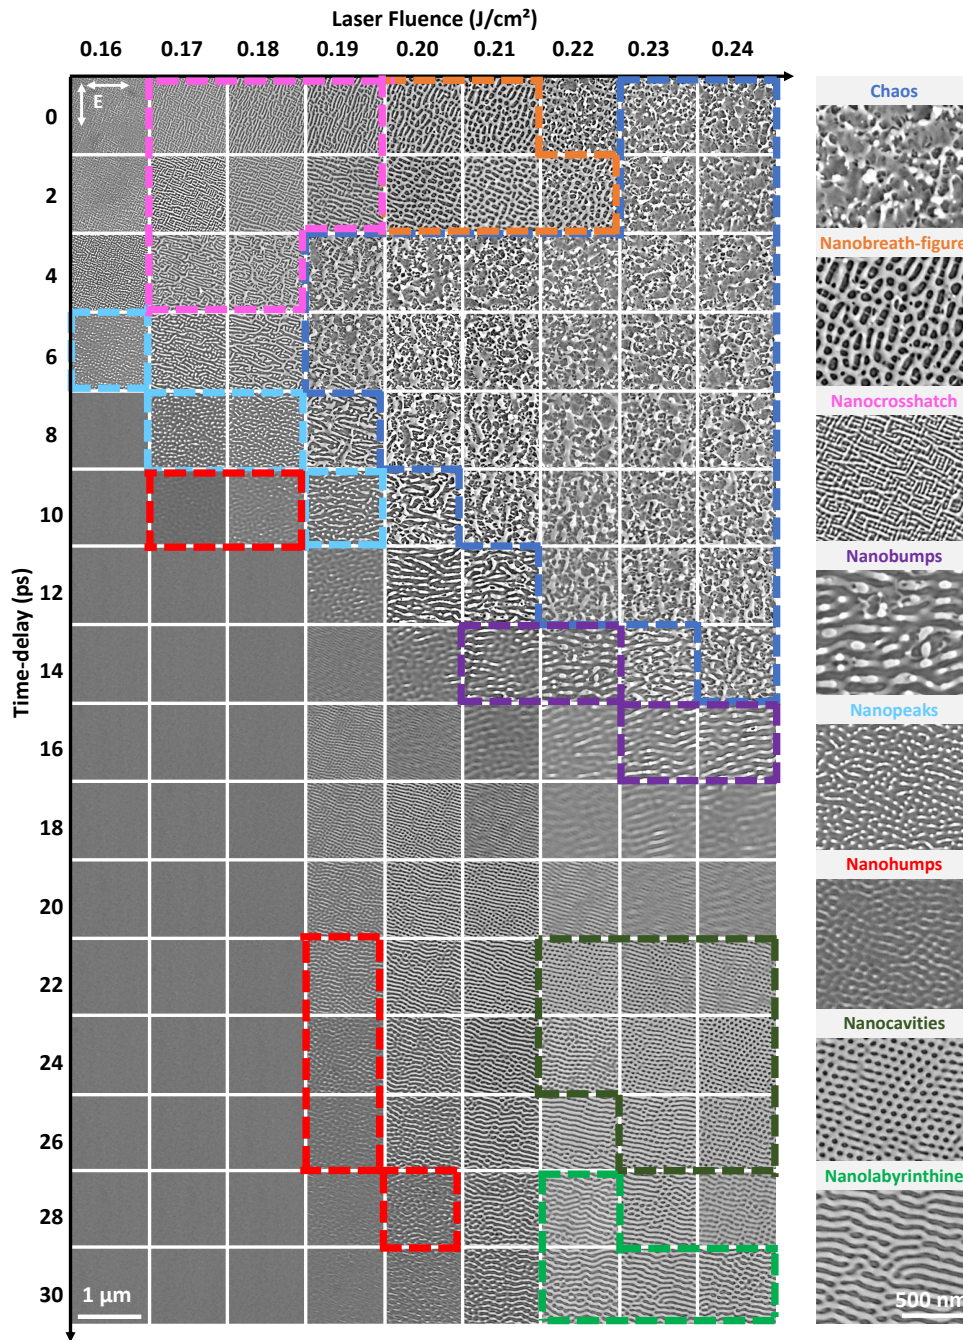 Laser Fluence (J/cm²)
0.16 0.17 0.18 0.19 0.20 0.21 0.22 0.23 0.24
E
Time-delay (ps)
0
2
4
6
8
10
12
14
16
18
20
22
24
26
28
30
1 µm
Chaos
Nanobreath-figure
Nanocrosshatch
Nanobumps
Nanopeaks
Nanohumps
Nanocavities
Nanolabyrinthine
500 nm